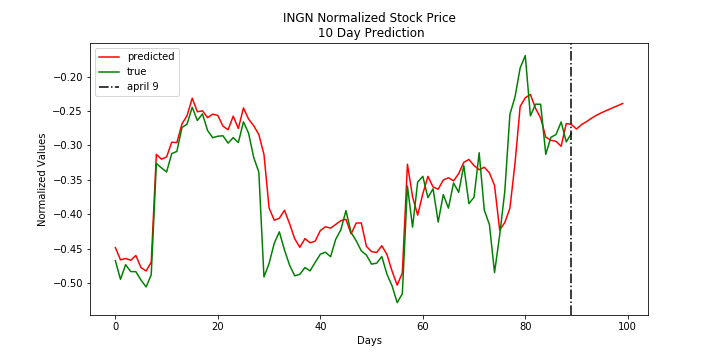 INGN Normalized Stock Price
10 Day Prediction
predicted
true
april 9
Normalized Values
−0.20
−0.25
−0.30
−0.35
−0.40
−0.45
−0.50
0 20 40 60 80 100
Days